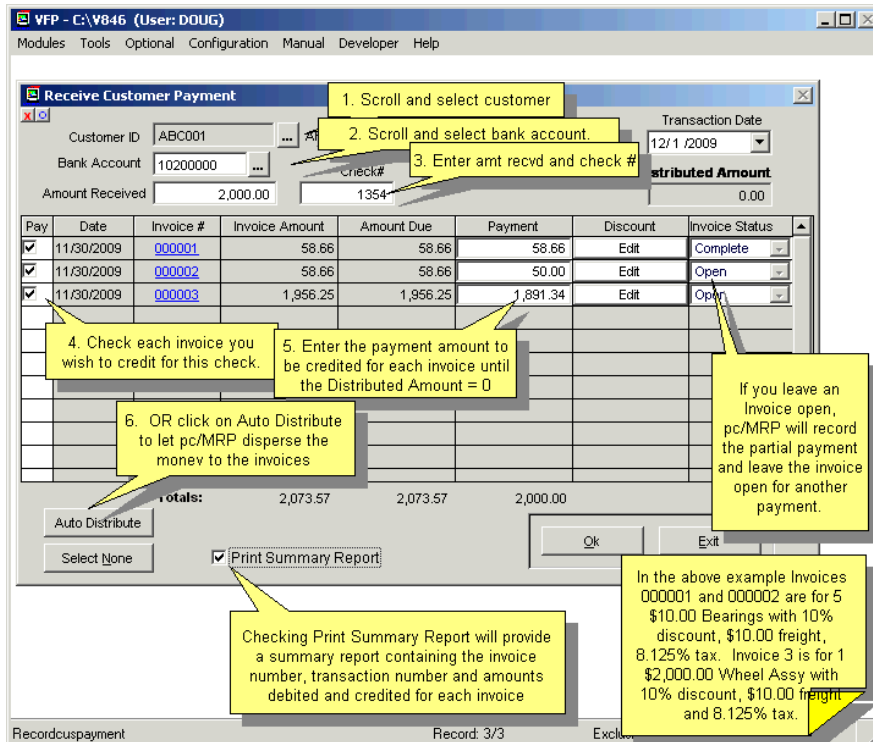 VFP - C:\V846 (User: DOUG)
Modules Tools Optional Configuration Manual Developer Help
Receive Customer Payment
1. Scroll and select customer
Transaction Date
Customer ID ABC001 ...
2. Scroll and select bank account.
12/1 /2009
Bank Account 10200000 ...
3. Enter amt recvd and check #
Check#
stributed Amount
Amount Received 2,000.00 1354 0.00
Pay Date Invoice # Invoice Amount Amount Due Payment Discount Invoice Status
11/30/2009 000001 58.66 58.66 58.66 Edit Complete
11/30/2009 000002 58.66 58.66 50.00 Edit Open
11/30/2009 000003 1,956.25 1,956.25 1,891.34 Edit Open
4. Check each invoice you
wish to credit for this check.
5. Enter the payment amount to
be credited for each invoice until
the Distributed Amount = 0
If you leave an
Invoice open,
pc/MRP will record
the partial payment
and leave the invoice
open for another
payment.
6. OR click on Auto Distribute
to let pc/MRP disperse the
money to the invoices
Totals: 2,073.57 2,073.57 2,000.00
Auto Distribute
Ok Exit
Select None
Print Summary Report
Checking Print Summary Report will provide
a summary report containing the invoice
number, transaction number and amounts
debited and credited for each invoice
In the above example Invoices
000001 and 000002 are for 5
$10.00 Bearings with 10%
discount, $10.00 freight,
8.125% tax. Invoice 3 is for 1
$2,000.00 Wheel Assy with
10% discount, $10.00 freight
and 8.125% tax.
Recordcuspayment Record: 3/3 Exclu